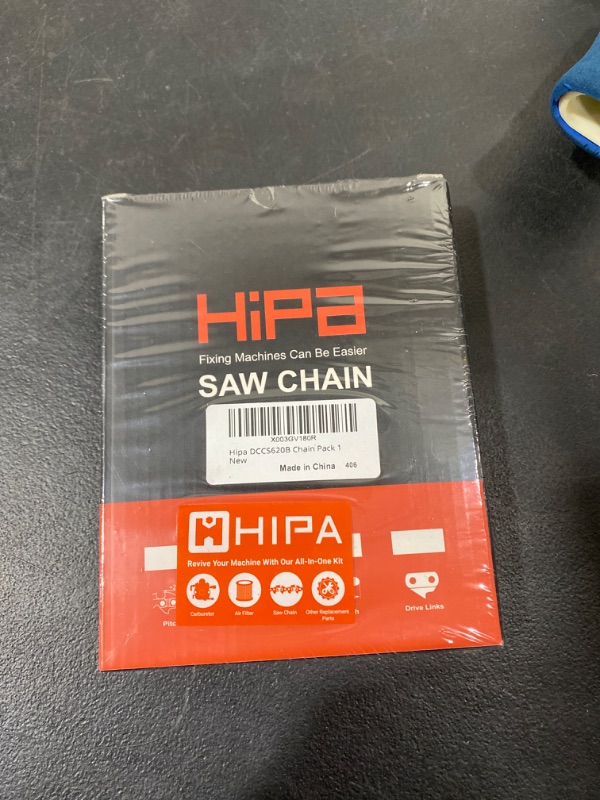 HiPa
Fixing Machines Can Be Easier
SAW CHAIN
X003GV180R
Hipa DCCS620B Chain Pack 1
New
Made in China 406
HIPA
Revive Your Machine With Our All-In-One Kit
Carburetor Air Filter Saw Chain Other Replacement
Parts
Drive Links